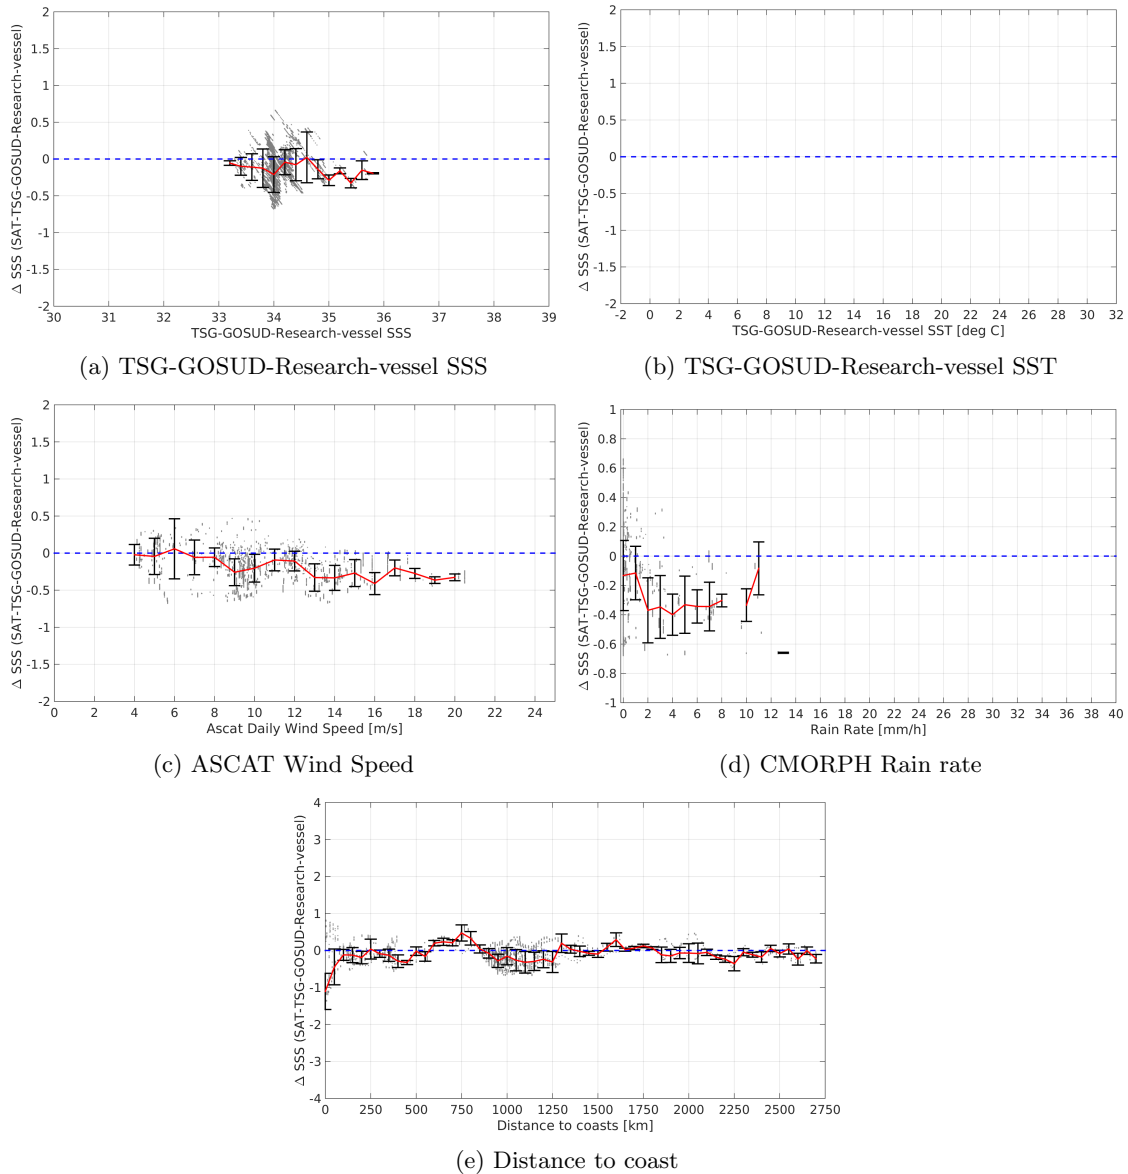 Δ SSS (SAT-TSG-GOSUD-Research-vessel)
2
1.5
1
0.5
0
-0.5
-1
-1.5
-2
30 31 32 33 34 35 36 37 38 39
TSG-GOSUD-Research-vessel SSS
(a) TSG-GOSUD-Research-vessel SSS
Δ SSS (SAT-TSG-GOSUD-Research-vessel)
2
1.5
1
0.5
0
-0.5
-1
-1.5
-2
-2 0 2 4 6 8 10 12 14 16 18 20 22 24 26 28 30 32
TSG-GOSUD-Research-vessel SST [deg C]
(b) TSG-GOSUD-Research-vessel SST
Δ SSS (SAT-TSG-GOSUD-Research-vessel)
2
1.5
1
0.5
0
-0.5
-1
-1.5
-2
0 2 4 6 8 10 12 14 16 18 20 22 24
Ascat Daily Wind Speed [m/s]
(c) ASCAT Wind Speed
Δ SSS (SAT-TSG-GOSUD-Research-vessel)
1
0.8
0.6
0.4
0.2
0
-0.2
-0.4
-0.6
-0.8
-1
0 2 4 6 8 10 12 14 16 18 20 22 24 26 28 30 32 34 36 38 40
Rain Rate [mm/h]
(d) CMORPH Rain rate
Δ SSS (SAT-TSG-GOSUD-Research-vessel)
4
3
2
1
0
-1
-2
-3
-4
0 250 500 750 1000 1250 1500 1750 2000 2250 2500 2750
Distance to coasts [km]
(e) Distance to coast